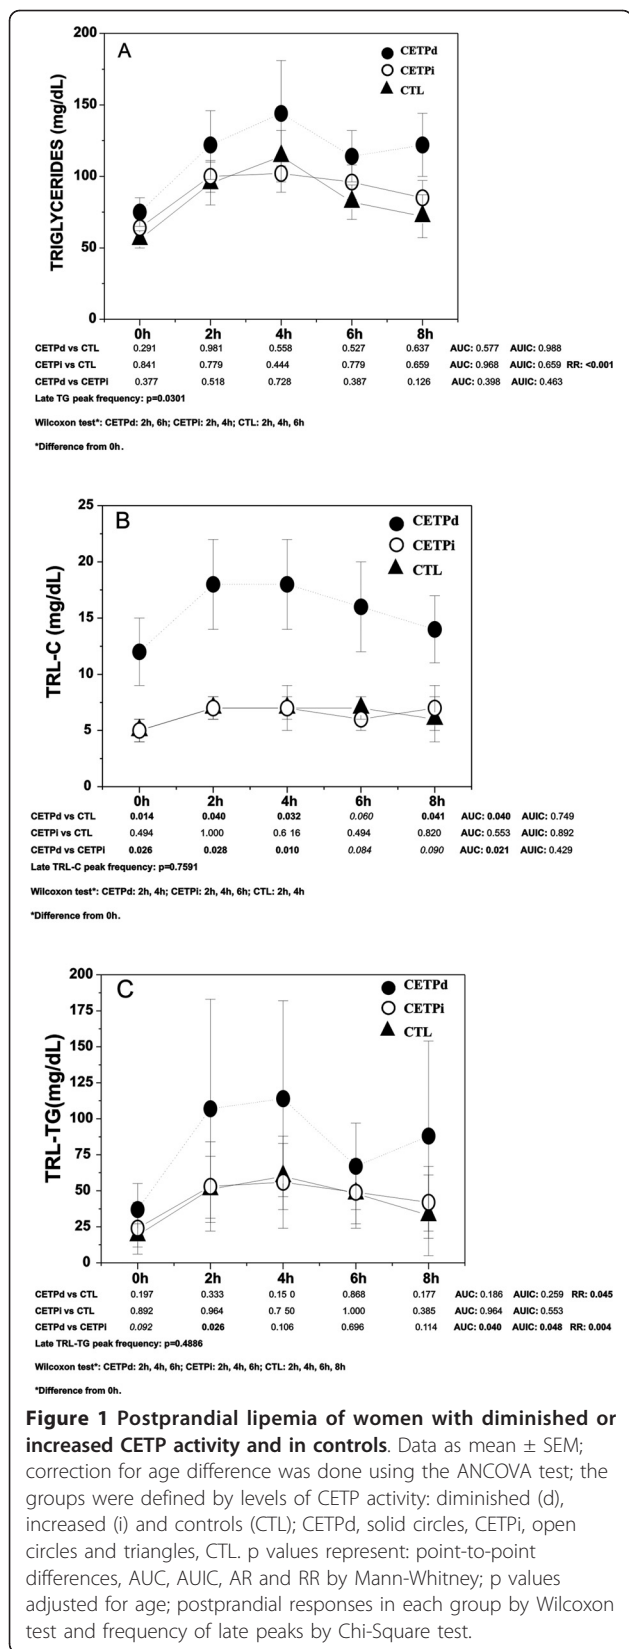 A
CETPd
CETPi
CTL
TRIGLYCERIDES (mg/dL)
200
150
100
50
0
0h 2h 4h 6h 8h
CETPd vs CTL 0.291 0.981 0.558 0.527 0.637 AUC: 0.577 AUIC: 0.988
CETPi vs CTL 0.841 0.779 0.444 0.779 0.659 AUC: 0.968 AUIC: 0.659 RR: <0.001
CETPd vs CETPi 0.377 0.518 0.728 0.387 0.126 AUC: 0.398 AUIC: 0.463
Late TG peak frequency: p=0.0301
Wilcoxon test*: CETPd: 2h, 6h; CETPi: 2h, 4h; CTL: 2h, 4h, 6h
*Difference from 0h.
B
CETPd
CETPi
CTL
TRL-C (mg/dL)
25
20
15
10
5
0
0h 2h 4h 6h 8h
CETPd vs CTL 0.014 0.040 0.032 0.060 0.041 AUC: 0.040 AUIC: 0.749
CETPi vs CTL 0.494 1.000 0.6 16 0.494 0.820 AUC: 0.553 AUIC: 0.892
CETPd vs CETPi 0.026 0.028 0.010 0.084 0.090 AUC: 0.021 AUIC: 0.429
Late TRL-C peak frequency: p=0.7591
Wilcoxon test*: CETPd: 2h, 4h; CETPi: 2h, 4h, 6h; CTL: 2h, 4h
*Difference from 0h.
C
CETPd
CETPi
CTL
TRL-TG(mg/dL)
200
175
150
125
100
75
50
25
0
0h 2h 4h 6h 8h
CETPd vs CTL 0.197 0.333 0.15 0 0.868 0.177 AUC: 0.186 AUIC: 0.259 RR: 0.045
CETPi vs CTL 0.892 0.964 0.7 50 1.000 0.385 AUC: 0.964 AUIC: 0.553
CETPd vs CETPi 0.092 0.026 0.106 0.696 0.114 AUC: 0.040 AUIC: 0.048 RR: 0.004
Late TRL-TG peak frequency: p=0.4886
Wilcoxon test*: CETPd: 2h, 4h, 6h; CETPi: 2h, 4h, 6h; CTL: 2h, 4h, 6h, 8h
*Difference from 0h.
Figure 1 Postprandial lipemia of women with diminished or
increased CETP activity and in controls. Data as mean ± SEM;
correction for age difference was done using the ANCOVA test; the
groups were defined by levels of CETP activity: diminished (d),
increased (i) and controls (CTL); CETPd, solid circles, CETPi, open
circles and triangles, CTL. p values represent: point-to-point
differences, AUC, AUIC, AR and RR by Mann-Whitney; p values
adjusted for age; postprandial responses in each group by Wilcoxon
test and frequency of late peaks by Chi-Square test.